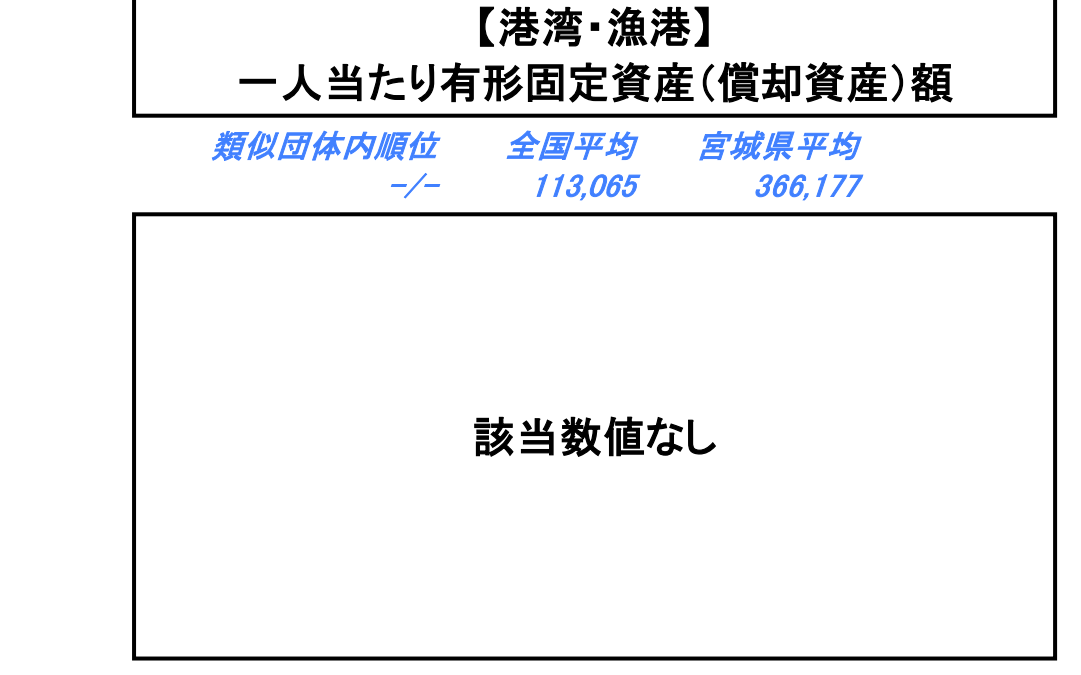 【港湾・漁港】
一人当たり有形固定資産（償却資産）額
類似団体内順位 全国平均 宮城県平均
-/- 113,065 366,177
該当数値なし